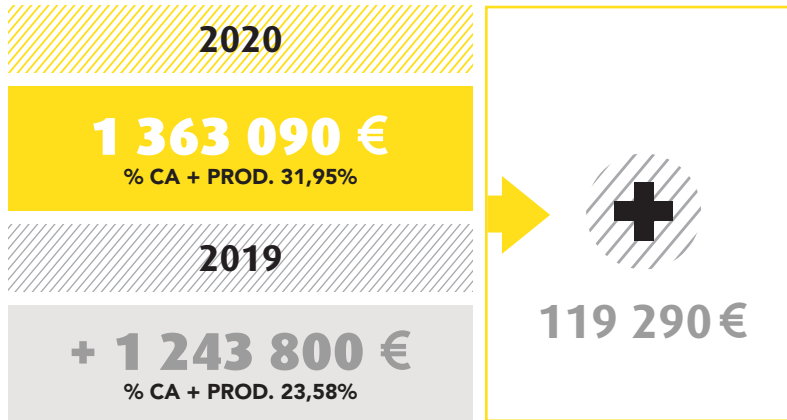 2020
1 363 090 €
% CA + PROD. 31,95%
2019
+ 1 243 800 €
% CA + PROD. 23,58%
+
119 290 €